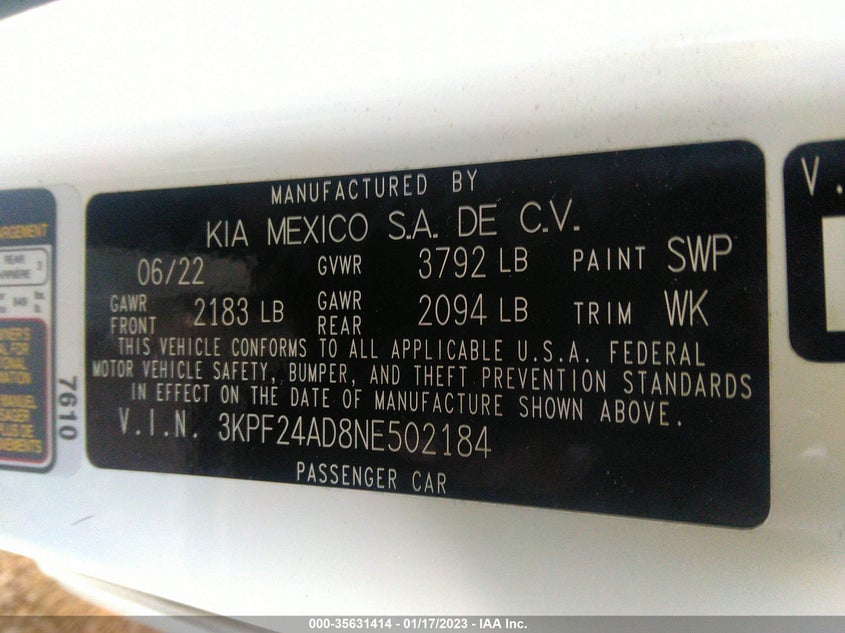 MANUFACTURED BY
KIA MEXICO S.A. DE C.V.
06/22 GVWR 3792 LB PAINT SWP
GAWR FRONT 2183 LB GAWR REAR 2094 LB TRIM WK
THIS VEHICLE CONFORMS TO ALL APPLICABLE U.S.A. FEDERAL
MOTOR VEHICLE SAFETY, BUMPER, AND THEFT PREVENTION STANDARDS
IN EFFECT ON THE DATE OF MANUFACTURE SHOWN ABOVE.
V.I.N. 3KPF24AD8NE502184
PASSENGER CAR
REAR
3
7610
V.
000-35631414 - 01/17/2023 - IAA Inc.